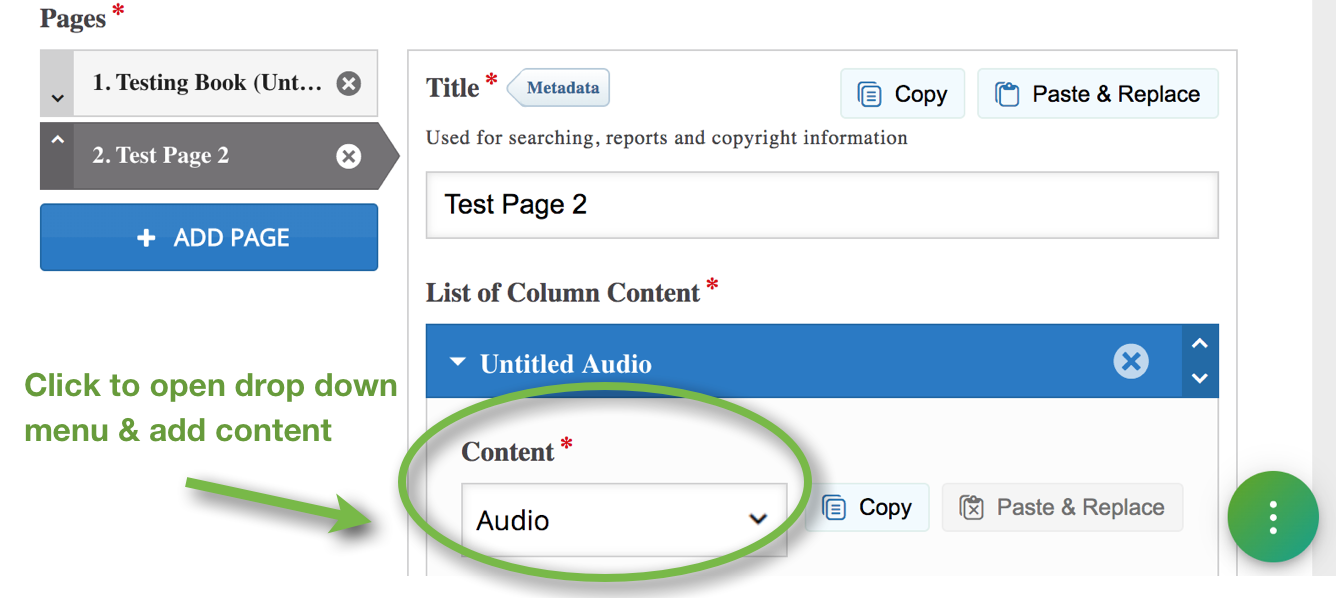 Pages *
1. Testing Book (Unt...
2. Test Page 2
+ ADD PAGE
Title * Metadata
Copy
Paste & Replace
Used for searching, reports and copyright information
Test Page 2
List of Column Content *
Untitled Audio
Click to open drop down
menu & add content
Content *
Audio
Copy
Paste & Replace